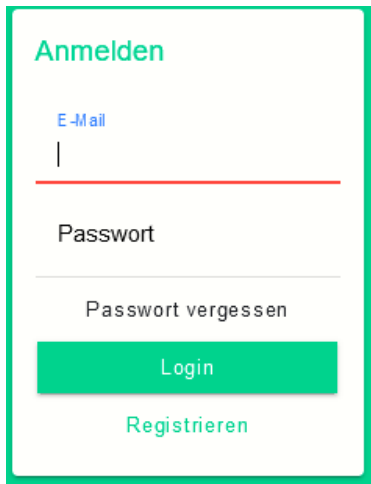 Anmelden
E-Mail
Passwort
Passwort vergessen
Login
Registrieren